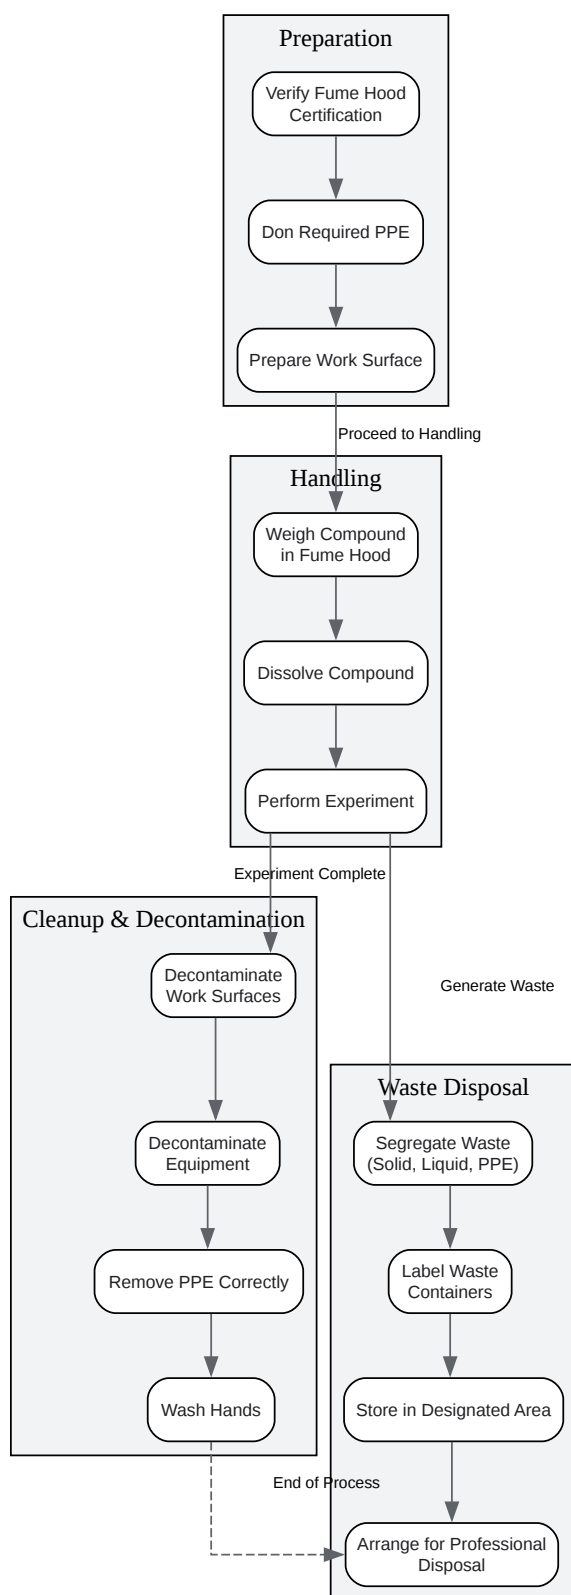 Preparation
Verify Fume Hood
Certification
Don Required PPE
Prepare Work Surface
Proceed to Handling
Handling
Weigh Compound
in Fume Hood
Dissolve Compound
Perform Experiment
Experiment Complete
Cleanup & Decontamination
Decontaminate
Work Surfaces
Decontaminate
Equipment
Remove PPE Correctly
Wash Hands
Generate Waste
Waste Disposal
Segregate Waste
(Solid, Liquid, PPE)
Label Waste
Containers
Store in Designated Area
End of Process
Arrange for Professional
Disposal